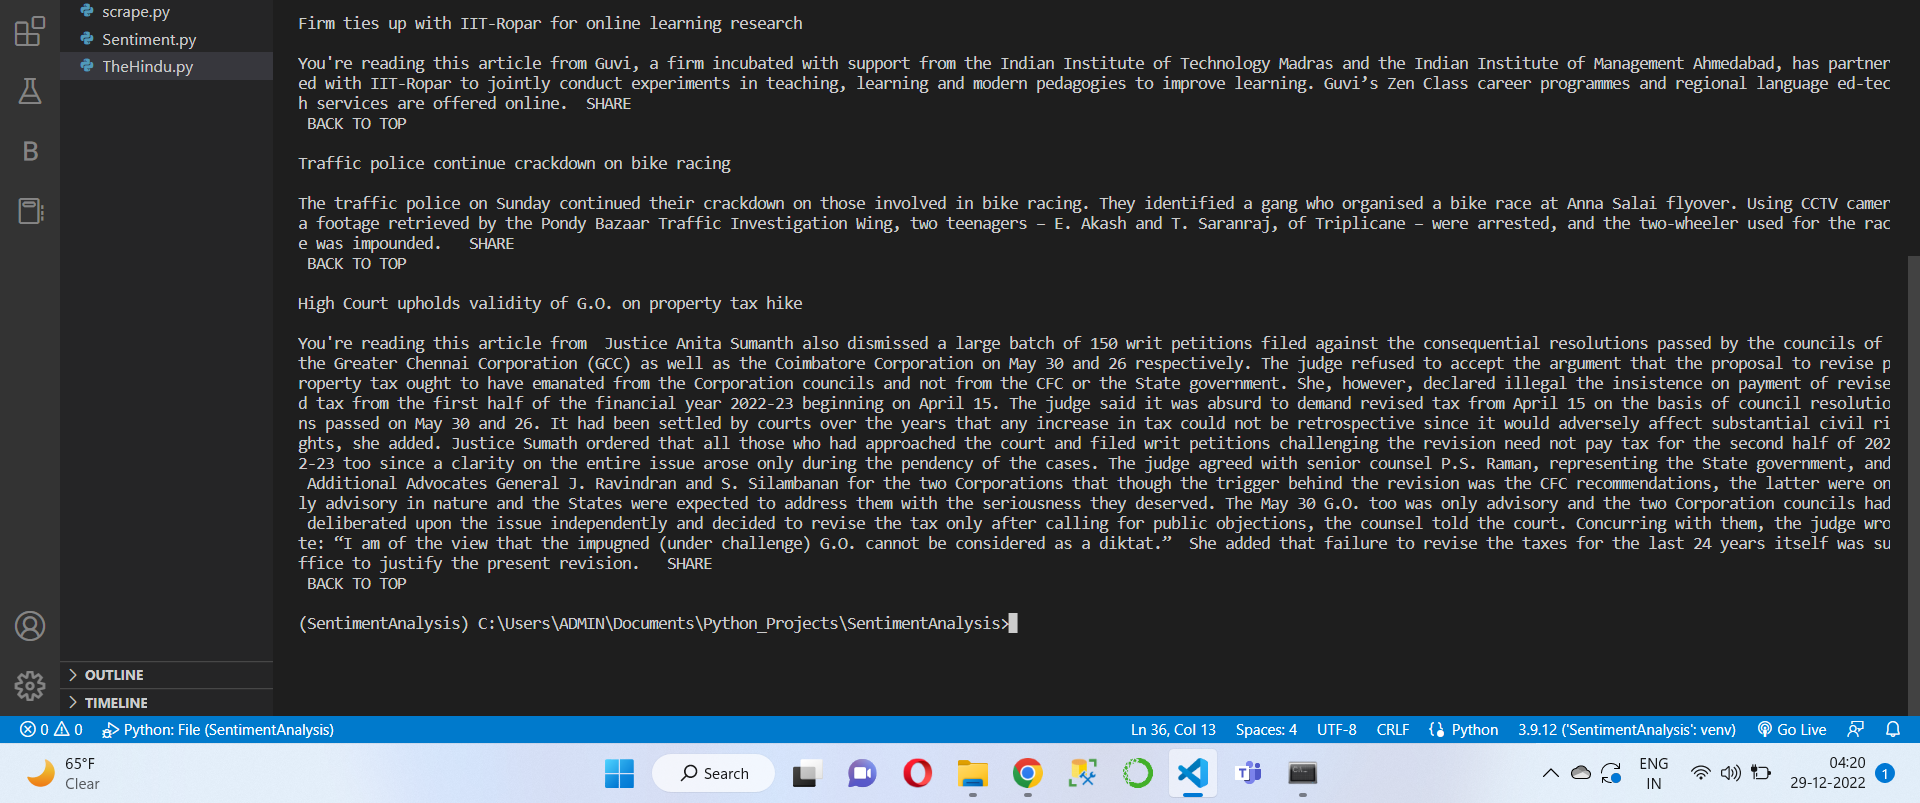 scrape.py
Sentiment.py
TheHindu.py
B
OUTLINE
TIMELINE
Firm ties up with IIT-Ropar for online learning research
You're reading this article from Guvi, a firm incubated with support from the Indian Institute of Technology Madras and the Indian Institute of Management Ahmedabad, has partner
ed with IIT-Ropar to jointly conduct experiments in teaching, learning and modern pedagogies to improve learning. Guvi’s Zen Class career programmes and regional language ed-tec
h services are offered online.  SHARE
BACK TO TOP
Traffic police continue crackdown on bike racing
The traffic police on Sunday continued their crackdown on those involved in bike racing. They identified a gang who organised a bike race at Anna Salai flyover. Using CCTV camer
a footage retrieved by the Pondy Bazaar Traffic Investigation Wing, two teenagers – E. Akash and T. Saranraj, of Triplicane – were arrested, and the two-wheeler used for the rac
e was impounded.   SHARE
BACK TO TOP
High Court upholds validity of G.O. on property tax hike
You're reading this article from  Justice Anita Sumanth also dismissed a large batch of 150 writ petitions filed against the consequential resolutions passed by the councils of
the Greater Chennai Corporation (GCC) as well as the Coimbatore Corporation on May 30 and 26 respectively. The judge refused to accept the argument that the proposal to revise p
roperty tax ought to have emanated from the Corporation councils and not from the CFC or the State government. She, however, declared illegal the insistence on payment of revise
d tax from the first half of the financial year 2022-23 beginning on April 15. The judge said it was absurd to demand revised tax from April 15 on the basis of council resolutio
ns passed on May 30 and 26. It had been settled by courts over the years that any increase in tax could not be retrospective since it would adversely affect substantial civil ri
ghts, she added. Justice Sumath ordered that all those who had approached the court and filed writ petitions challenging the revision need not pay tax for the second half of 202
2-23 too since a clarity on the entire issue arose only during the pendency of the cases. The judge agreed with senior counsel P.S. Raman, representing the State government, and
Additional Advocates General J. Ravindran and S. Silambanan for the two Corporations that though the trigger behind the revision was the CFC recommendations, the latter were on
ly advisory in nature and the States were expected to address them with the seriousness they deserved. The May 30 G.O. too was only advisory and the two Corporation councils had
deliberated upon the issue independently and decided to revise the tax only after calling for public objections, the counsel told the court. Concurring with them, the judge wro
te: “I am of the view that the impugned (under challenge) G.O. cannot be considered as a diktat.”  She added that failure to revise the taxes for the last 24 years itself was su
ffice to justify the present revision.   SHARE
BACK TO TOP
(SentimentAnalysis) C:\Users\ADMIN\Documents\Python_Projects\SentimentAnalysis>
0 0 Python: File (SentimentAnalysis) Ln 36, Col 13 Spaces: 4 UTF-8 CRLF Python 3.9.12 ('SentimentAnalysis': venv) Go Live
65°F
Clear
Search
ENG
IN
04:20
29-12-2022
1